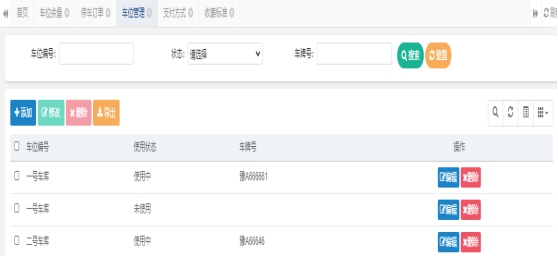 首页 车位余量 停车订单 车位管理 支付方式 收费标准 刷
车位编号: 状态: 请选择 车牌号: 搜索 重置
添加 修改 删除 导出
车位编号 使用状态 车牌号 操作
一号车库 使用中 豫A666661 编辑 删除
一号车库 未使用 编辑 删除
二号车库 使用中 豫A66646 编辑 删除